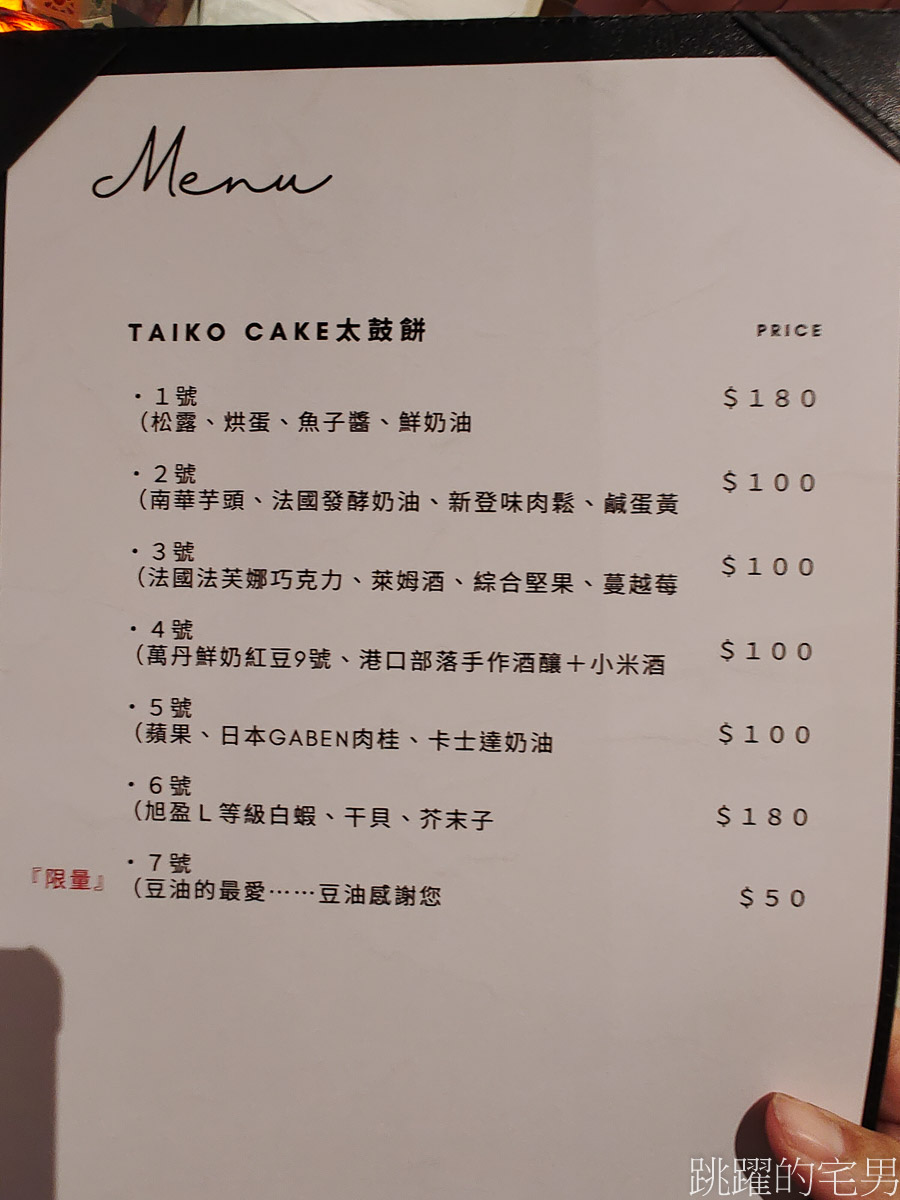 Menu
TAIKO CAKE太鼓餅
PRICE
・１號
$１８０
（松露、烘蛋、魚子醬、鮮奶油
・２號
$１００
（南華芋頭、法國發酵奶油、新登味肉鬆、鹹蛋黃
・３號
$１００
（法國法芙娜巧克力、萊姆酒、綜合堅果、蔓越莓
・４號
$１００
（萬丹鮮奶紅豆9號、港口部落手作酒釀＋小米酒
・５號
$１００
（蘋果、日本GABEN肉桂、卡士達奶油
・６號
$１８０
（旭盈Ｌ等級白蝦、干貝、芥末子
・７號
『限量』
（豆油的最愛……豆油感謝您
$５０
跳躍的宅男